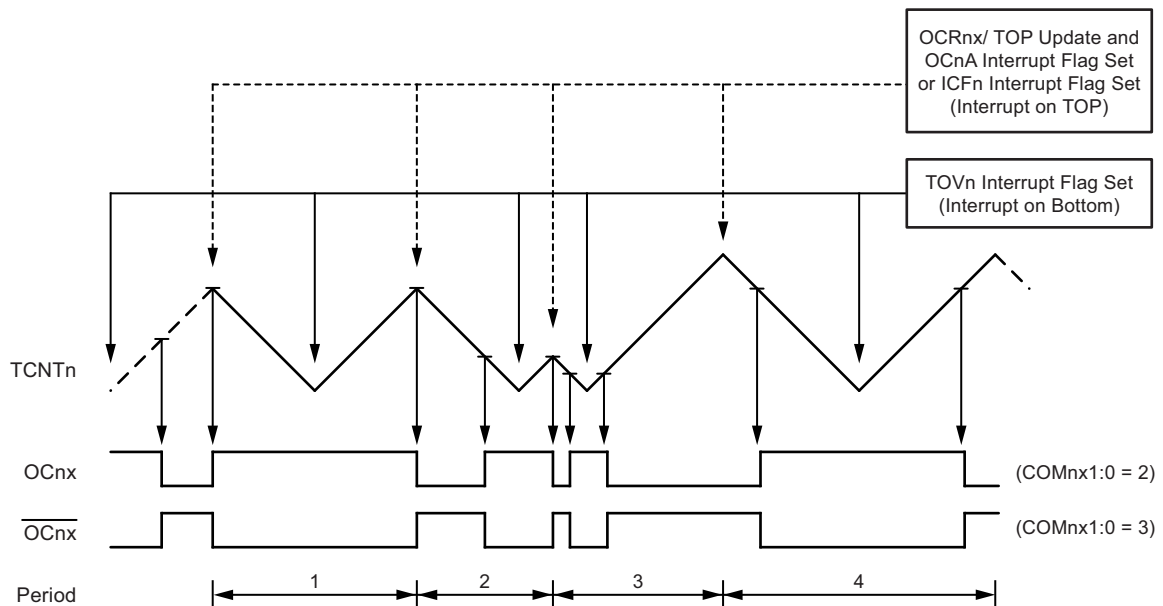 OCRnx/ TOP Update and
OCnA Interrupt Flag Set
or ICFn Interrupt Flag Set
(Interrupt on TOP)
TOVn Interrupt Flag Set
(Interrupt on Bottom)
TCNTn
OCnx
(COMnx1:0 = 2)
OCnx
(COMnx1:0 = 3)
Period
1
2
3
4